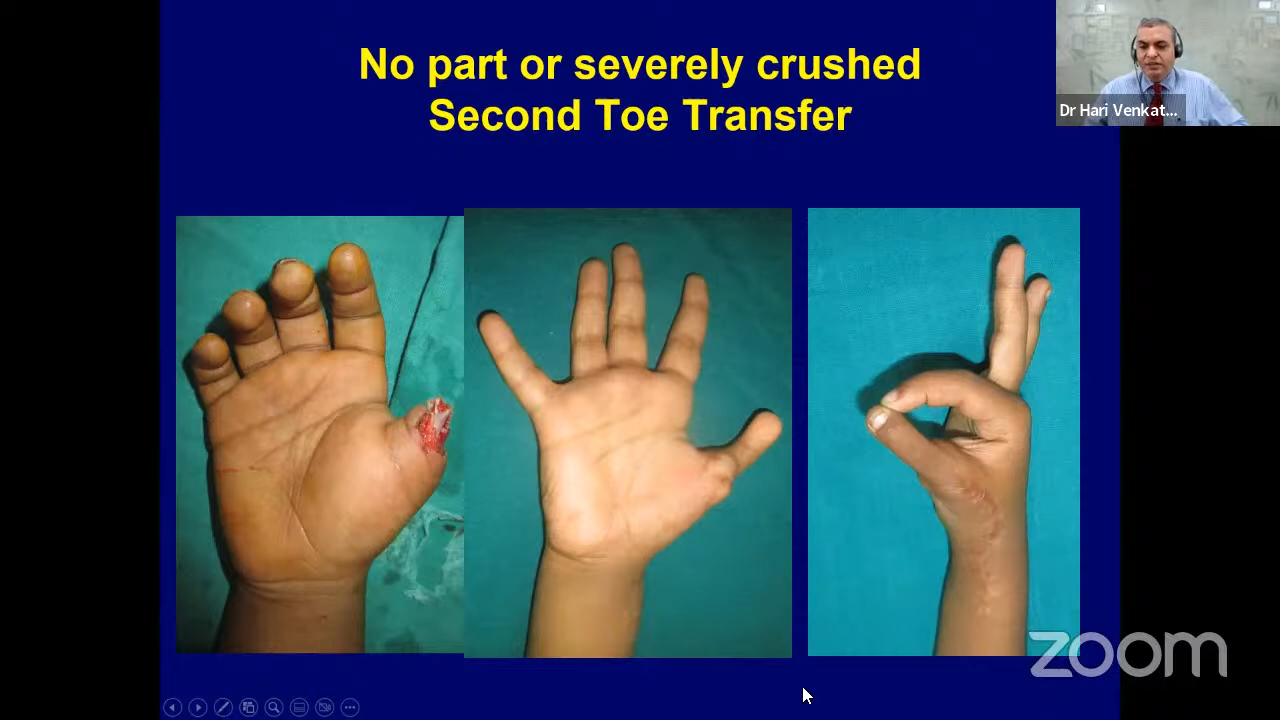 No part or severely crushed
Second Toe Transfer
Dr Hari Venkat...
zoom